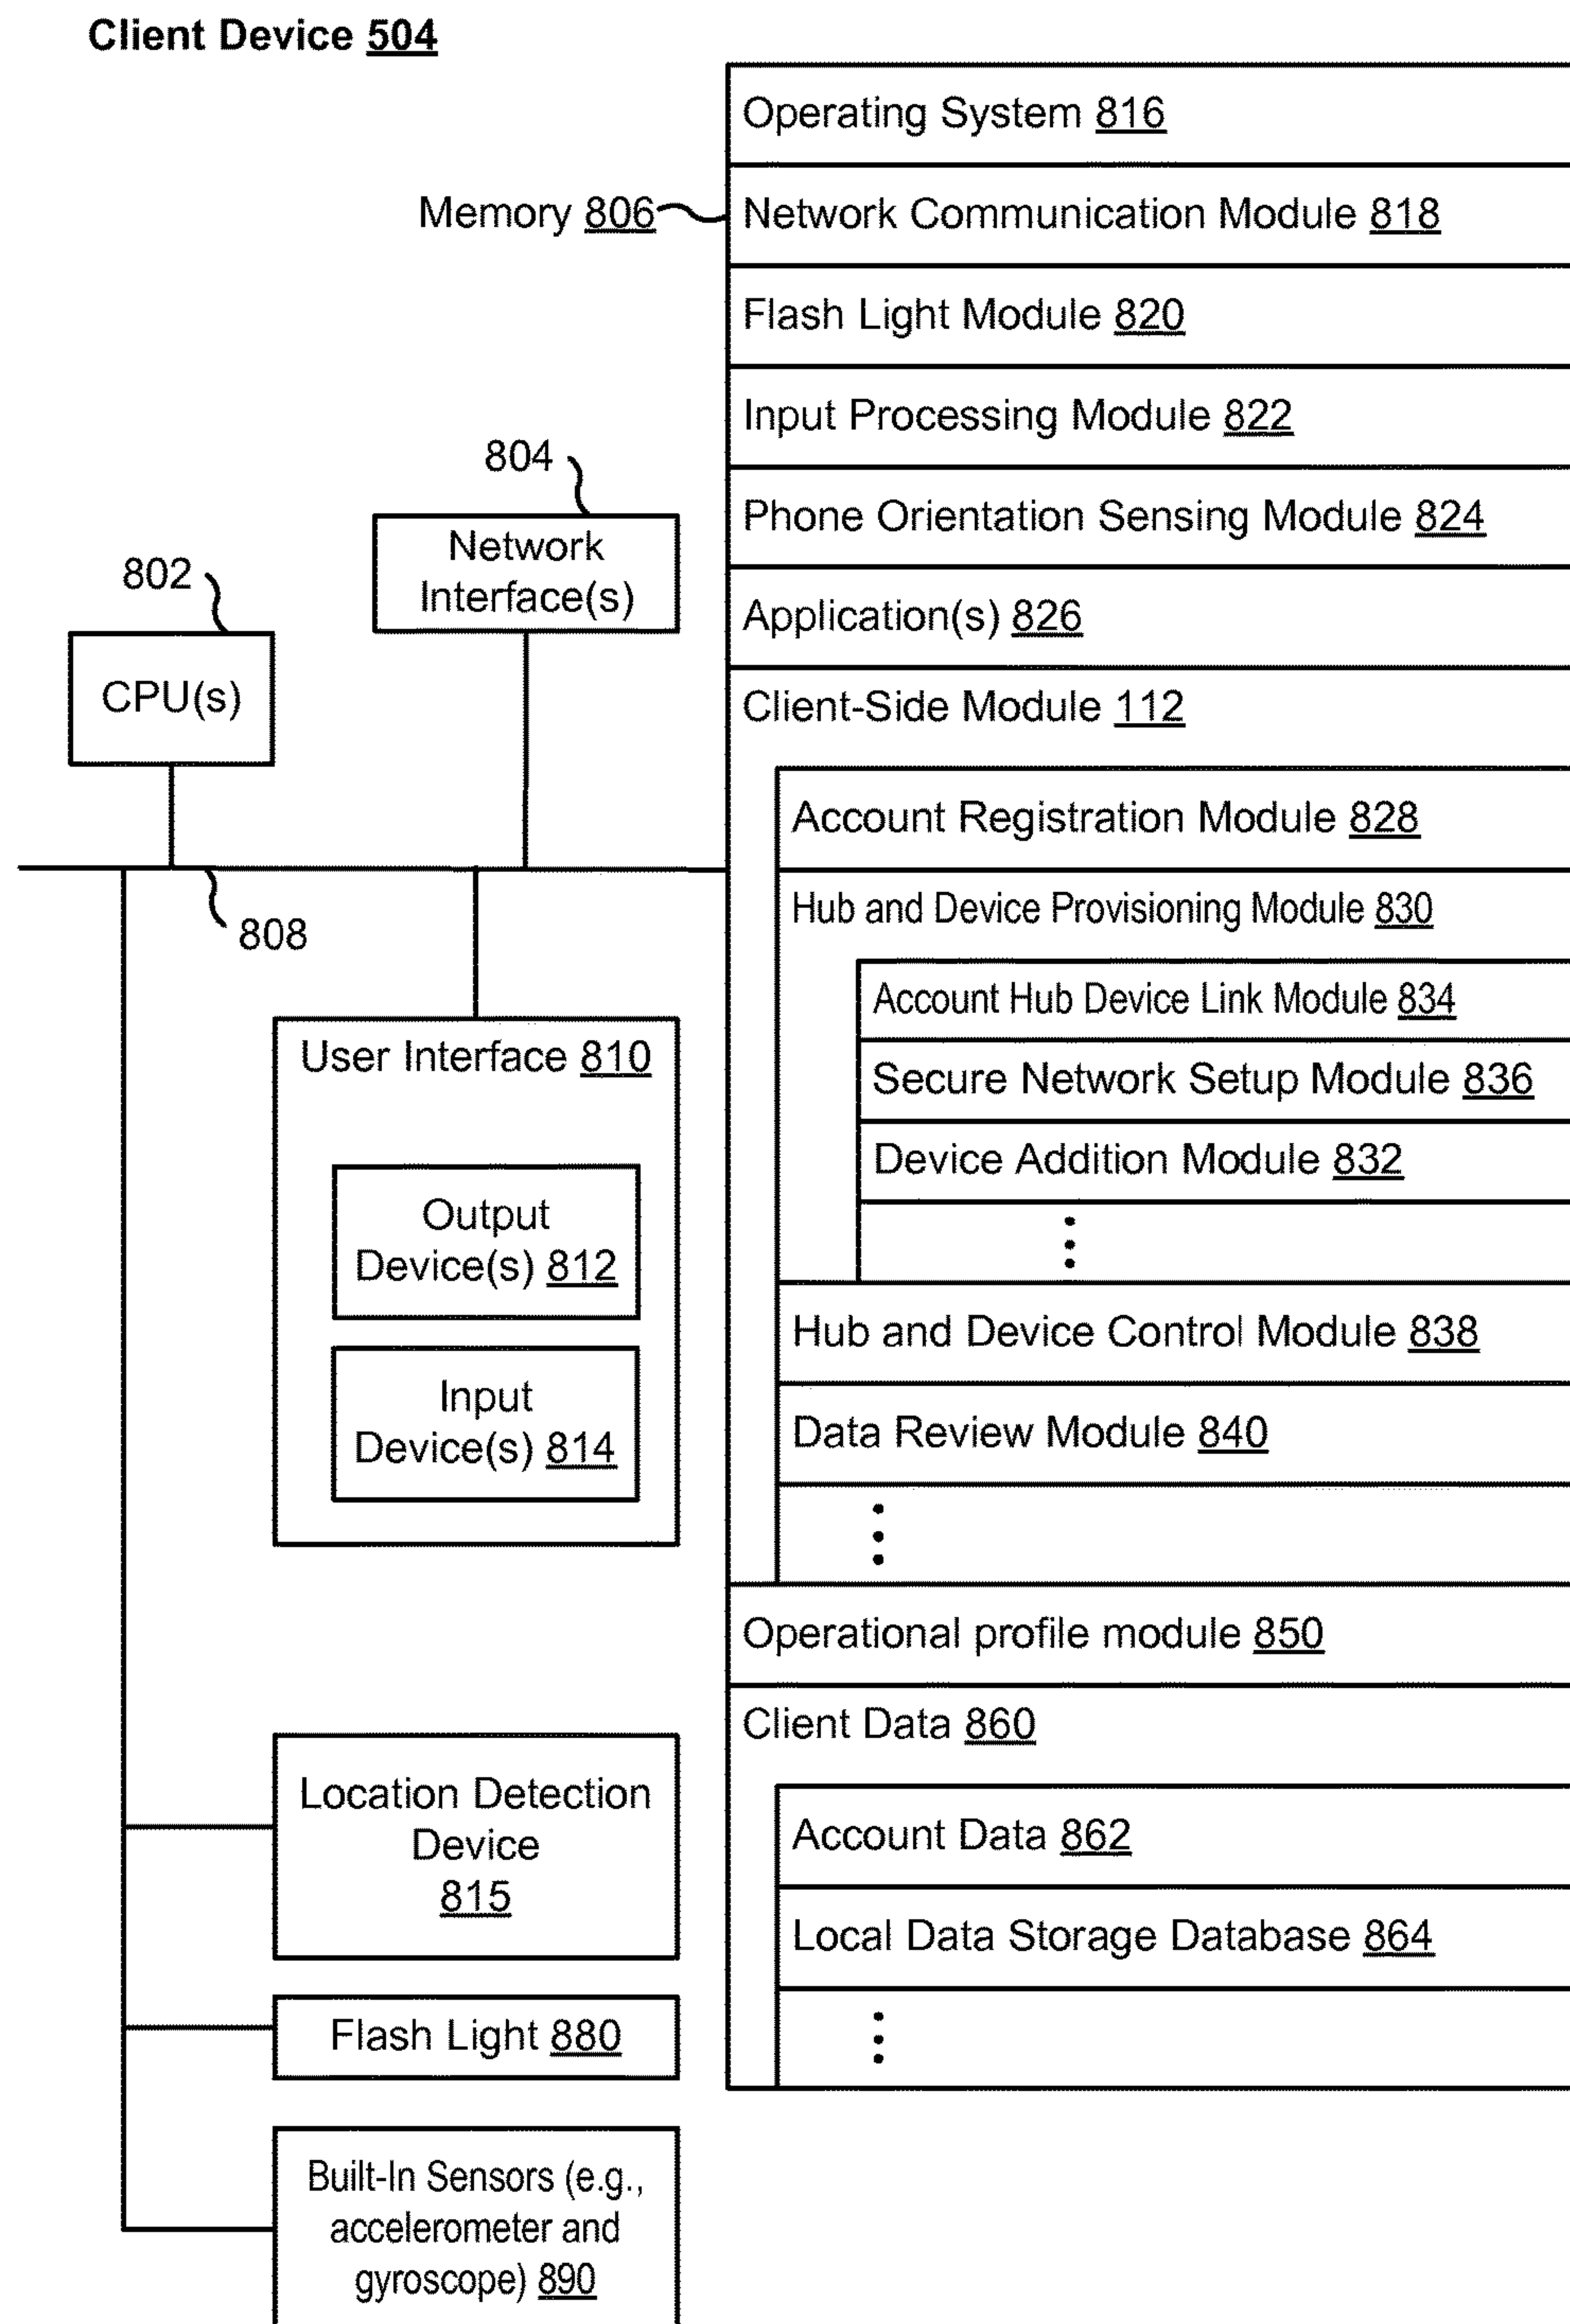 Client Device 504
Operating System 816
Memory 806
Network Communication Module 818
Flash Light Module 820
Input Processing Module 822
804
Network
Interface(s)
Phone Orientation Sensing Module 824
802
CPU(s)
Application(s) 826
Client-Side Module 112
Account Registration Module 828
808
Hub and Device Provisioning Module 830
Account Hub Device Link Module 834
Secure Network Setup Module 836
Device Addition Module 832
User Interface 810
Output
Device(s) 812
Input
Device(s) 814
Hub and Device Control Module 838
Data Review Module 840
Operational profile module 850
Client Data 860
Account Data 862
Local Data Storage Database 864
Location Detection
Device
815
Flash Light 880
Built-In Sensors (e.g.,
accelerometer and
gyroscope) 890